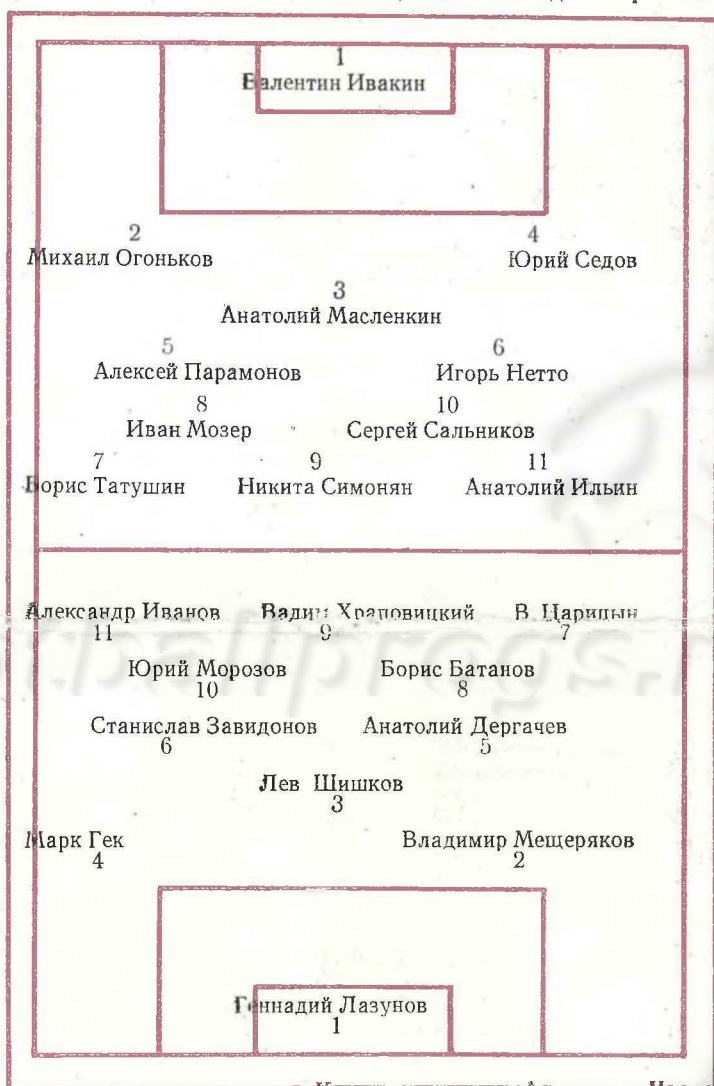 1
Валентин Ивакин
2 4
Михаил Огоньков Юрий Седов
3
Анатолий Масленкин
5 6
Алексей Парамонов Игорь Нетто
8 10
Иван Мозер Сергей Сальников
7 9 11
Борис Татушин Никита Симонян Анатолий Ильин
Александр Иванов Вадим Храповицкий В. Царицын
11 9 7
Юрий Морозов Борис Батанов
10 8
Станислав Завидонов Анатолий Дергачев
6 5
Лев Шишков
3
Марк Гек Владимир Мещеряков
4 2
Геннадий Лазунов
1